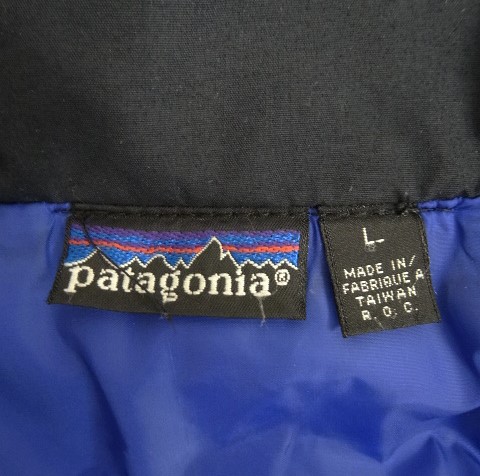 patagonia®
L
MADE IN/
FABRIQUE A
TAIWAN
R. O. C.